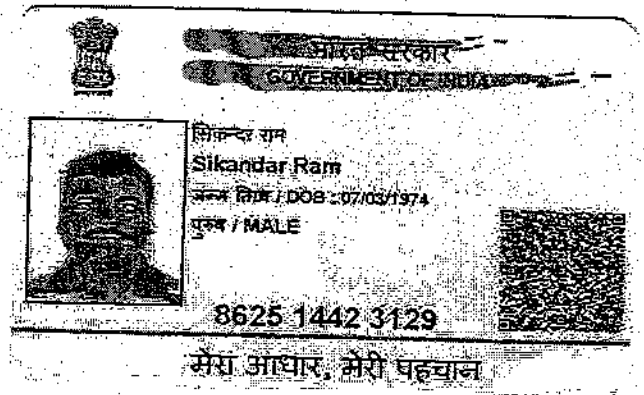 भारत सरकार
GOVERNMENT OF INDIA
सिकन्दर राम
Sikandar Ram
जन्म तिथि / DOB : 07/03/1974
पुरुष / MALE
8625 1442 3129
मेरा आधार, मेरी पहचान